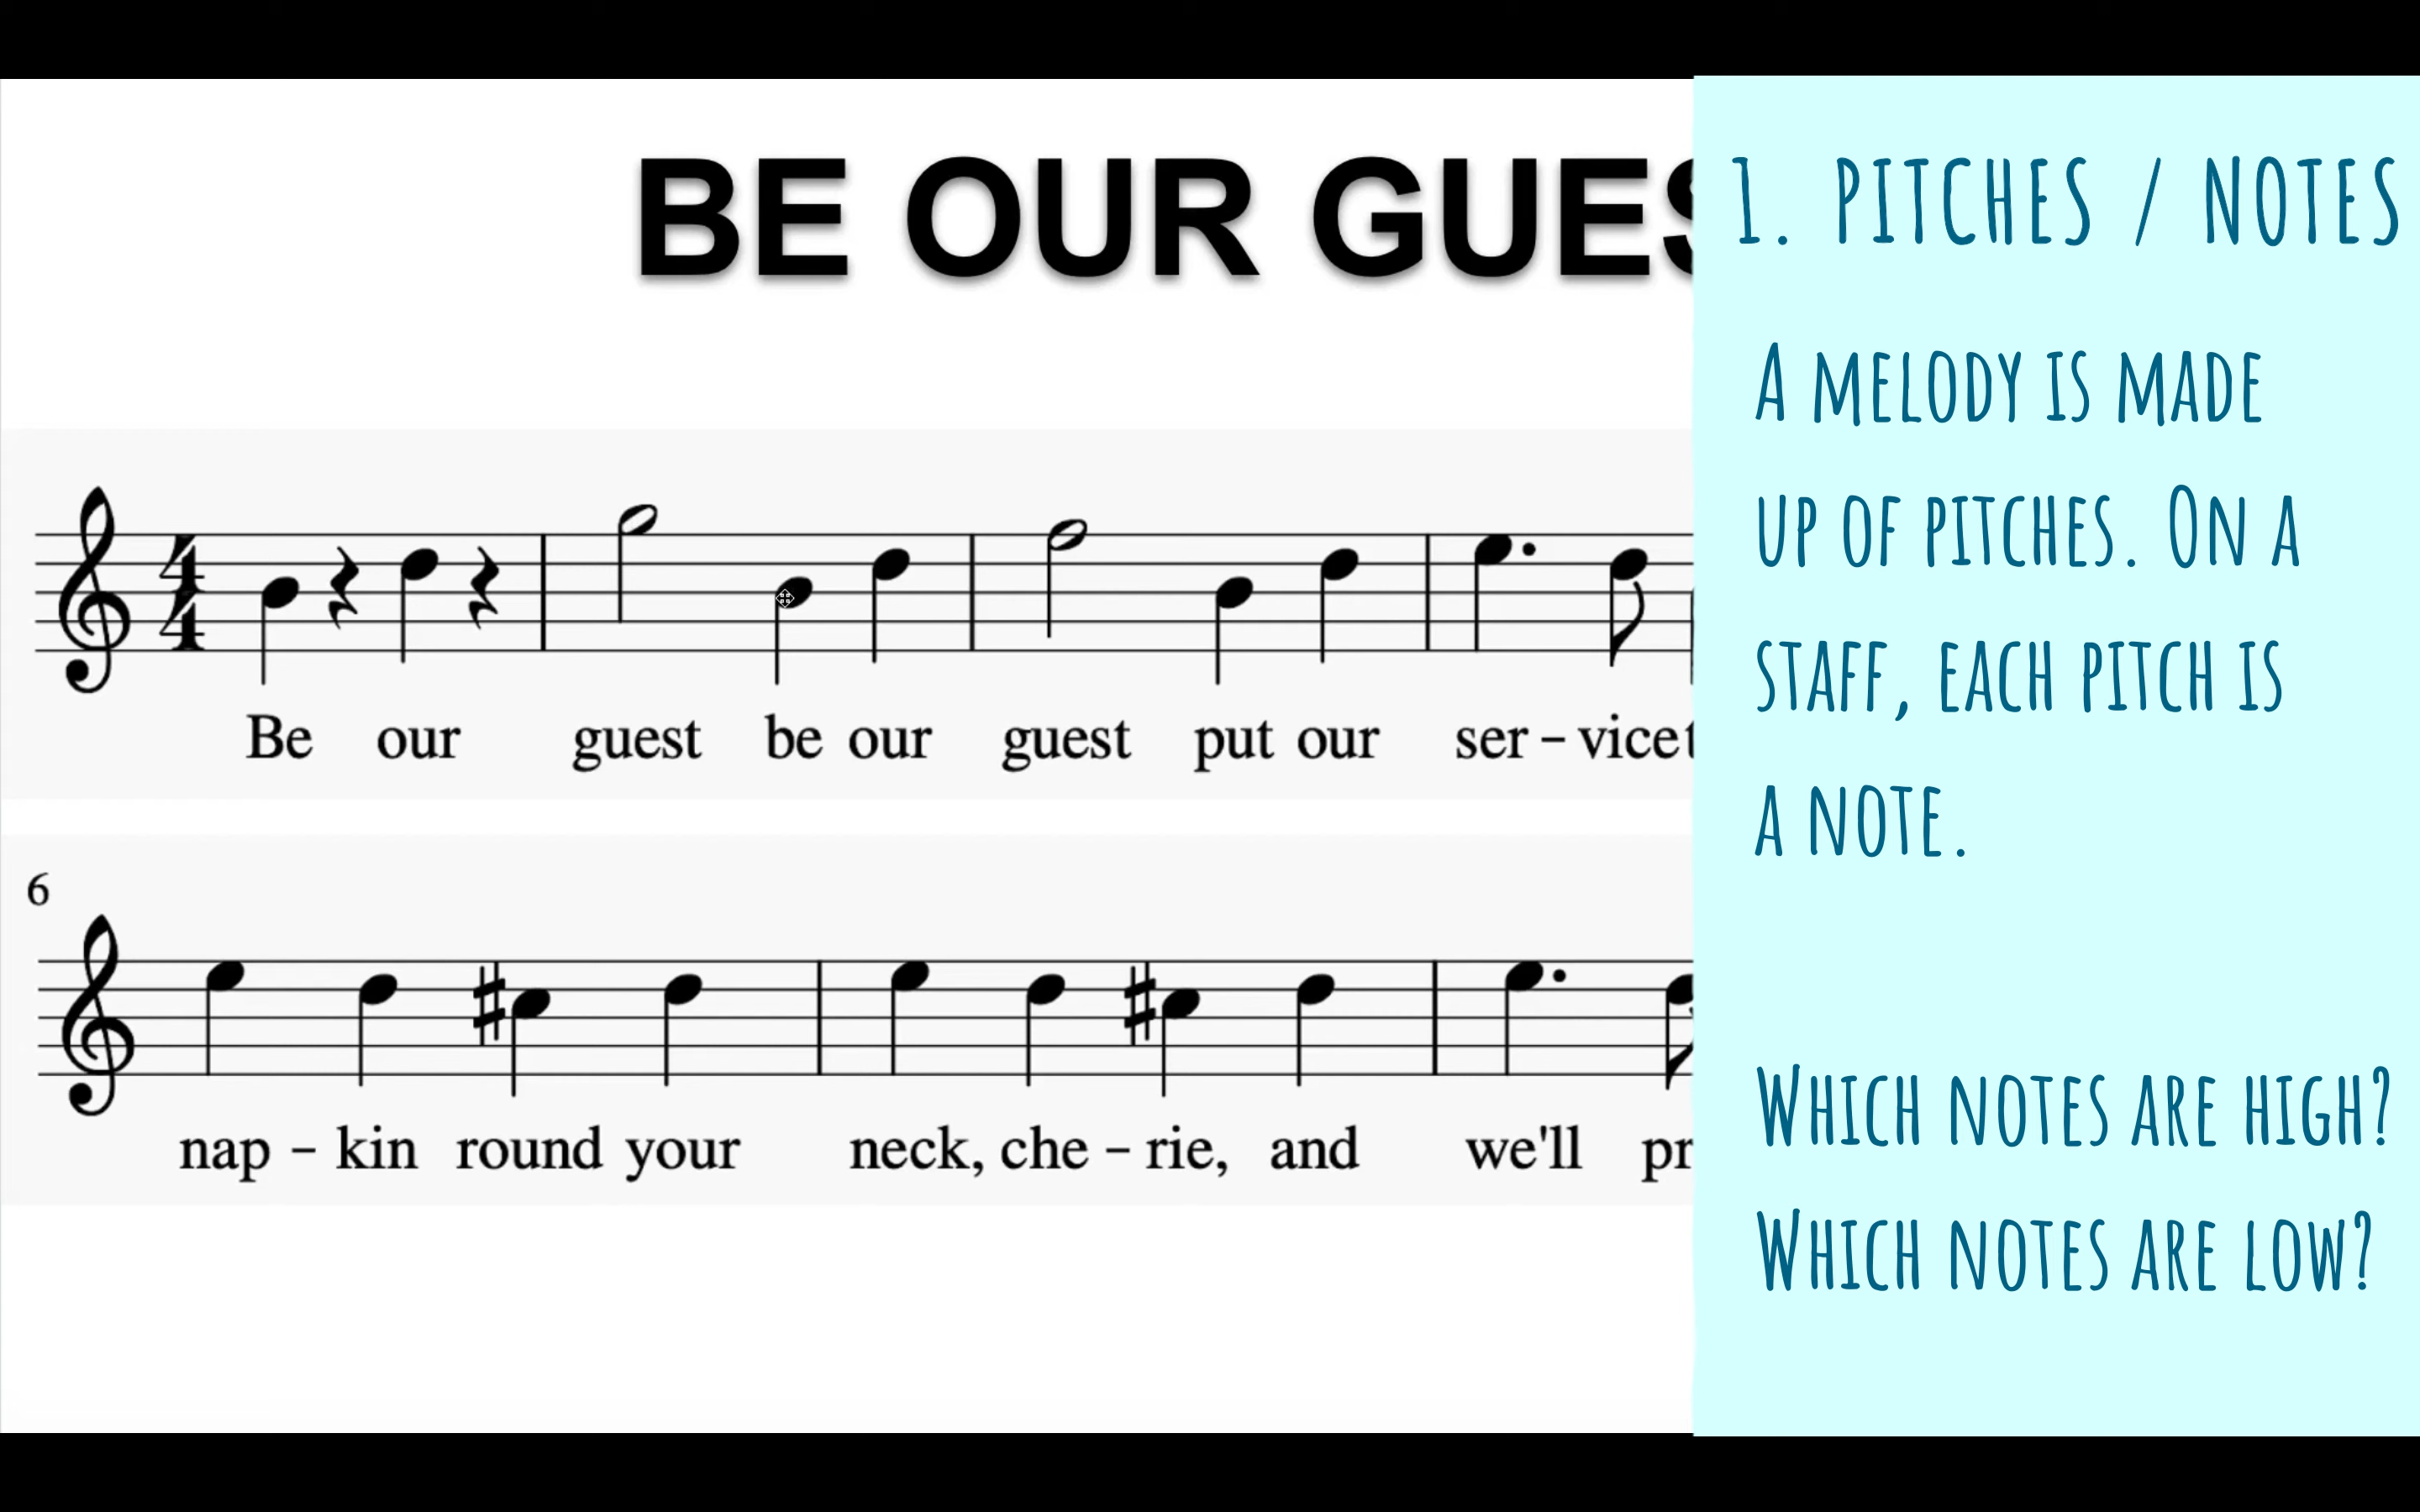 BE OUR GUES
1. PITCHES / NOTES
A MELODY IS MADE
UP OF PITCHES. ON A
STAFF, EACH PITCH IS
A NOTE.
WHICH NOTES ARE HIGH?
WHICH NOTES ARE LOW?
4
4
Be our guest be our guest put our ser - vice t
6
nap - kin round your neck, che - rie, and we'll pr